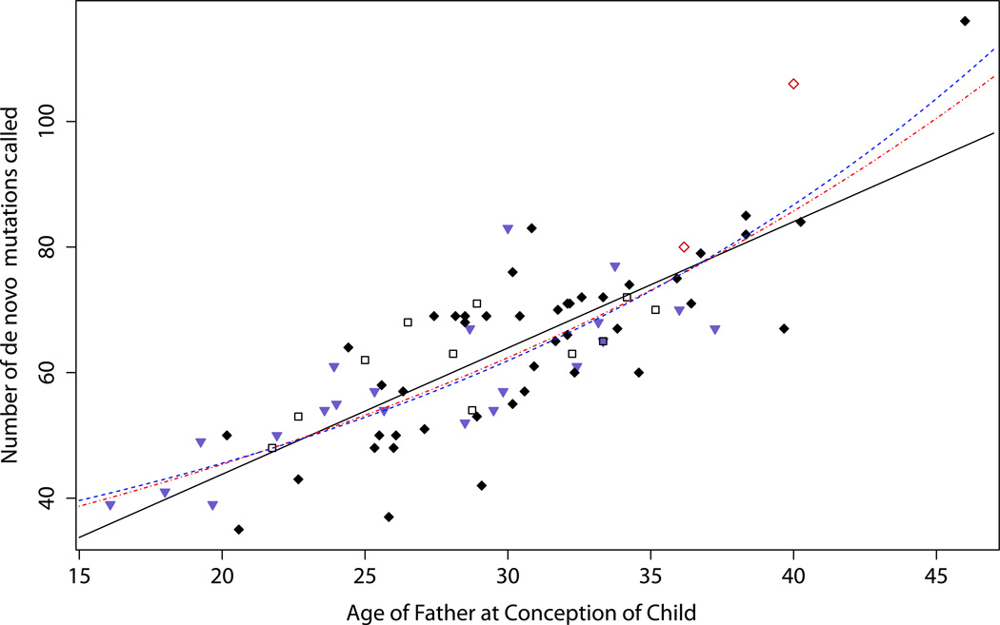 Number of de novo mutations called
100
80
60
40
15 20 25 30 35 40 45
Age of Father at Conception of Child